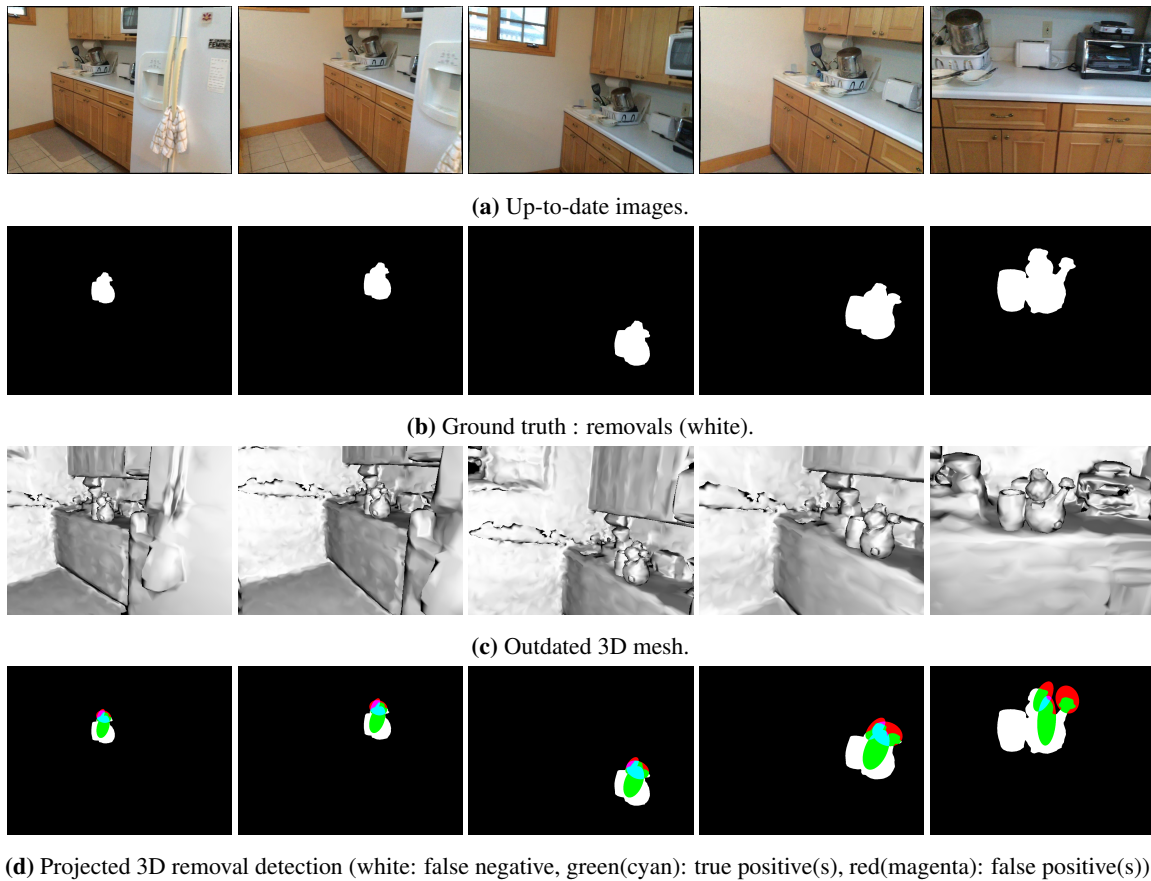 (a) Up-to-date images.
(b) Ground truth : removals (white).
(c) Outdated 3D mesh.
(d) Projected 3D removal detection (white: false negative, green(cyan): true positive(s), red(magenta): false positive(s))